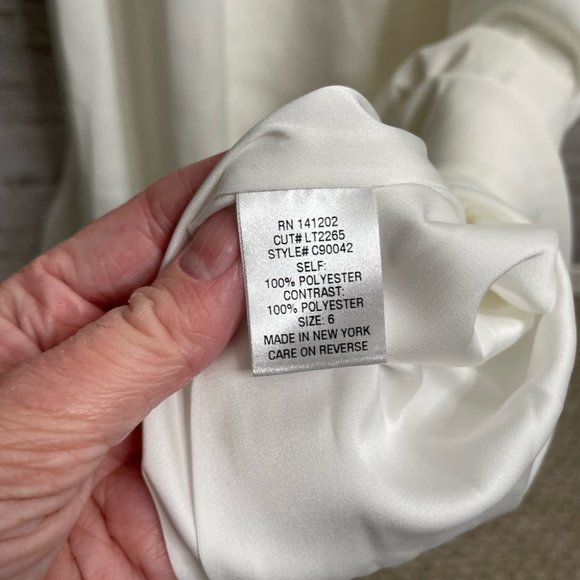 RN 141202
CUT# LT2265
STYLE# C90042
SELF:
100% POLYESTER
CONTRAST:
100% POLYESTER
SIZE: 6
MADE IN NEW YORK
CARE ON REVERSE